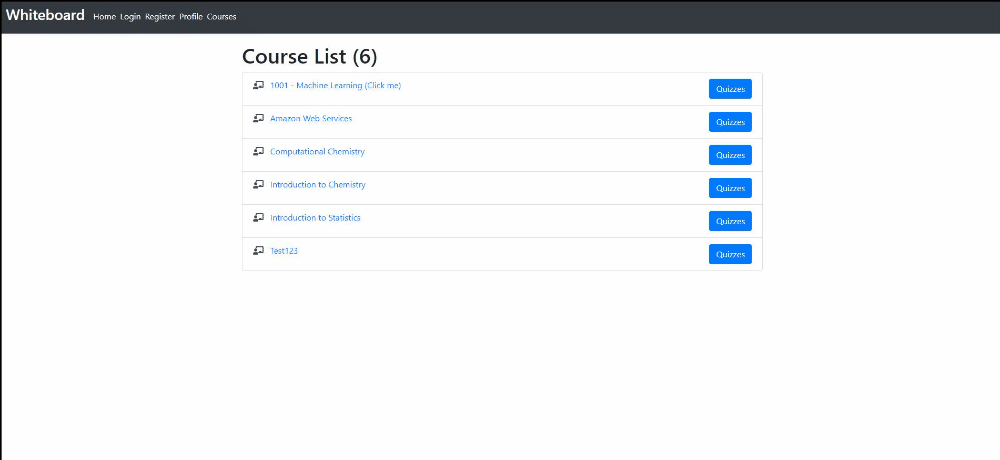 Whiteboard Home Login Register Profile Courses
Course List (6)
1001 - Machine Learning (Click me) Quizzes
Amazon Web Services Quizzes
Computational Chemistry Quizzes
Introduction to Chemistry Quizzes
Introduction to Statistics Quizzes
Test123 Quizzes